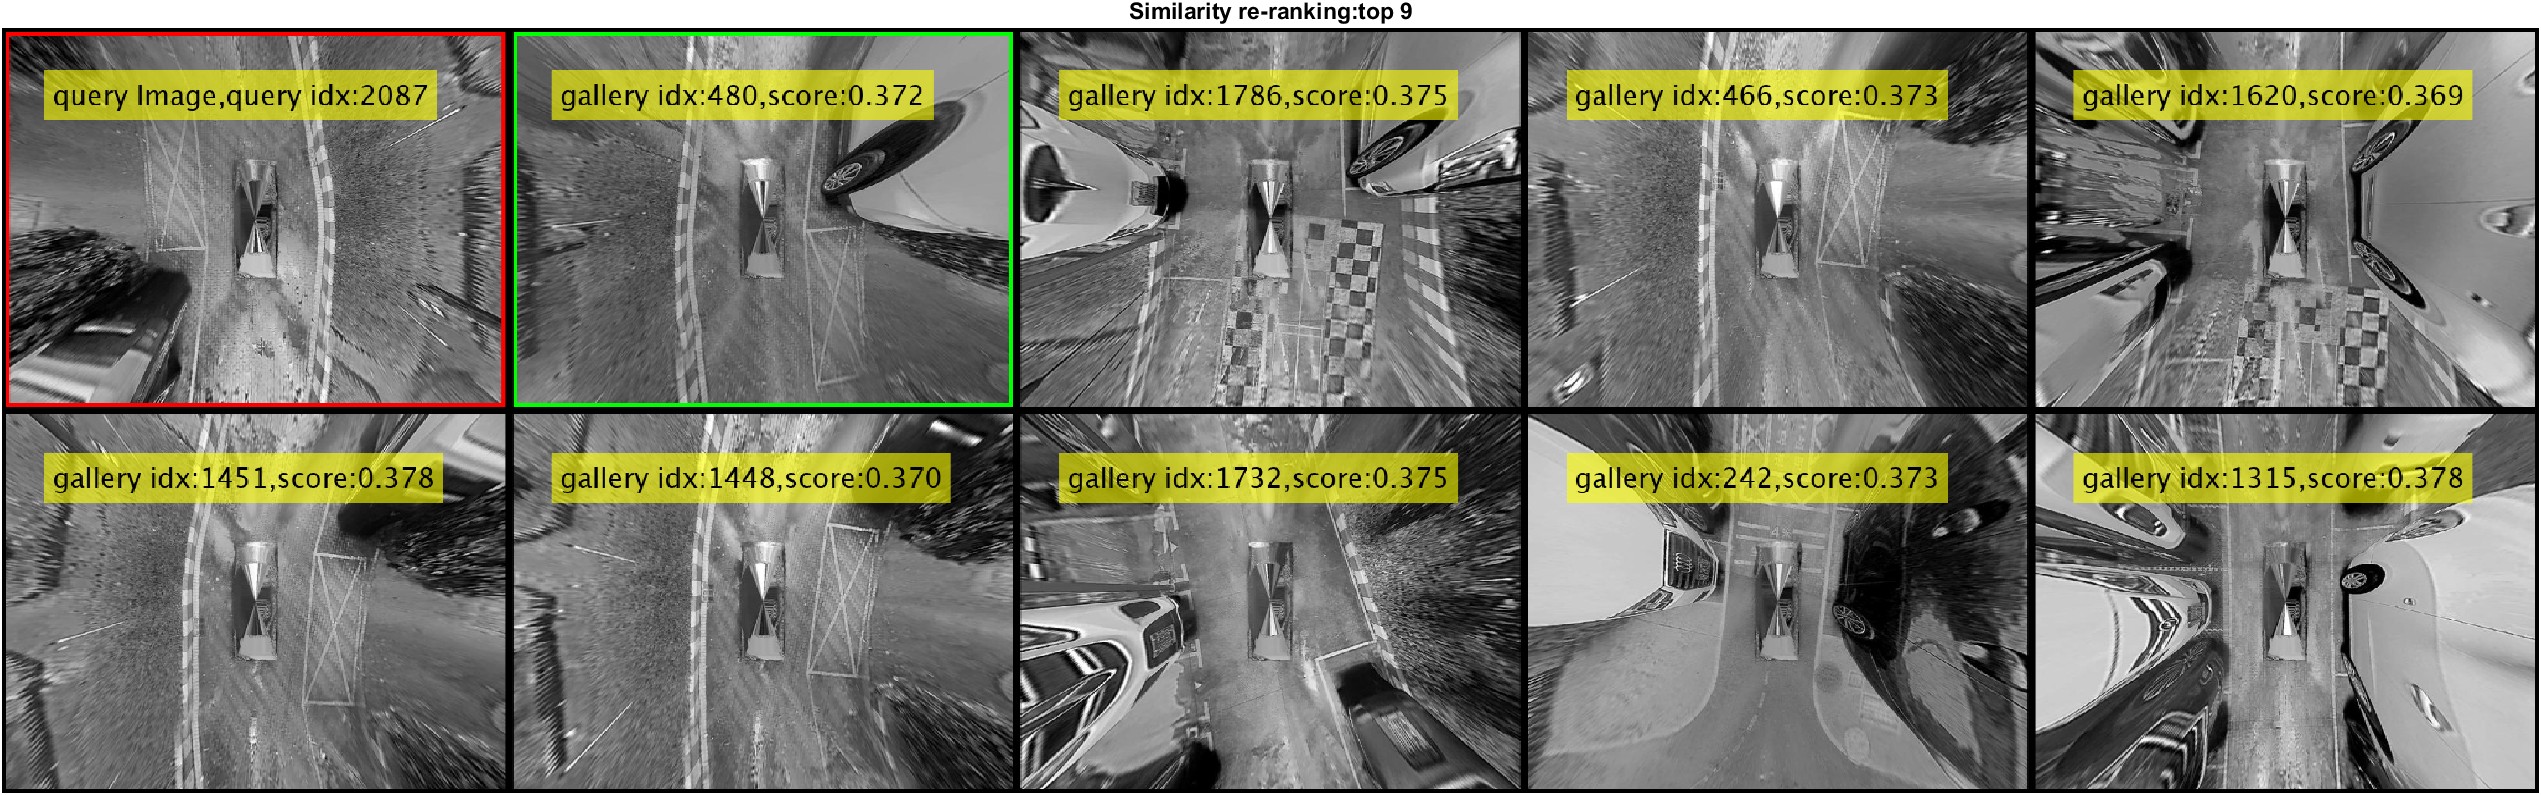 Similarity re-ranking:top 9
query Image,query idx:2087
gallery idx:480,score:0.372
gallery idx:1786,score:0.375
gallery idx:466,score:0.373
gallery idx:1620,score:0.369
gallery idx:1451,score:0.378
gallery idx:1448,score:0.370
gallery idx:1732,score:0.375
gallery idx:242,score:0.373
gallery idx:1315,score:0.378